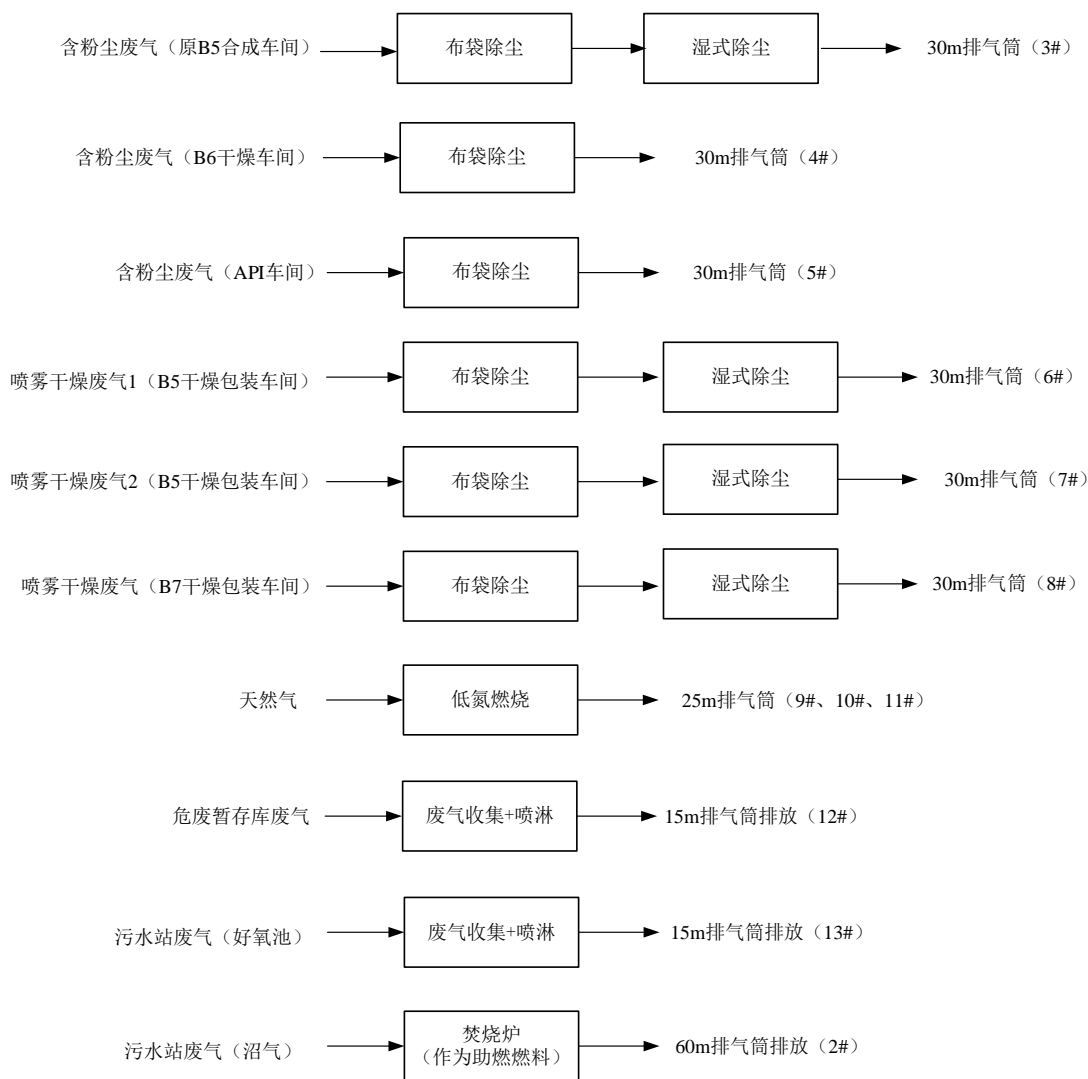 含粉尘废气（原B5合成车间）
布袋除尘
湿式除尘
30m排气筒（3#）
含粉尘废气（B6干燥车间）
布袋除尘
30m排气筒（4#）
含粉尘废气（API车间）
布袋除尘
30m排气筒（5#）
喷雾干燥废气1（B5干燥包装车间）
布袋除尘
湿式除尘
30m排气筒（6#）
喷雾干燥废气2（B5干燥包装车间）
布袋除尘
湿式除尘
30m排气筒（7#）
喷雾干燥废气（B7干燥包装车间）
布袋除尘
湿式除尘
30m排气筒（8#）
天然气
低氮燃烧
25m排气筒（9#、10#、11#）
危废暂存库废气
废气收集+喷淋
15m排气筒排放（12#）
污水站废气（好氧池）
废气收集+喷淋
15m排气筒排放（13#）
污水站废气（沼气）
焚烧炉
（作为助燃燃料）
60m排气筒排放（2#）